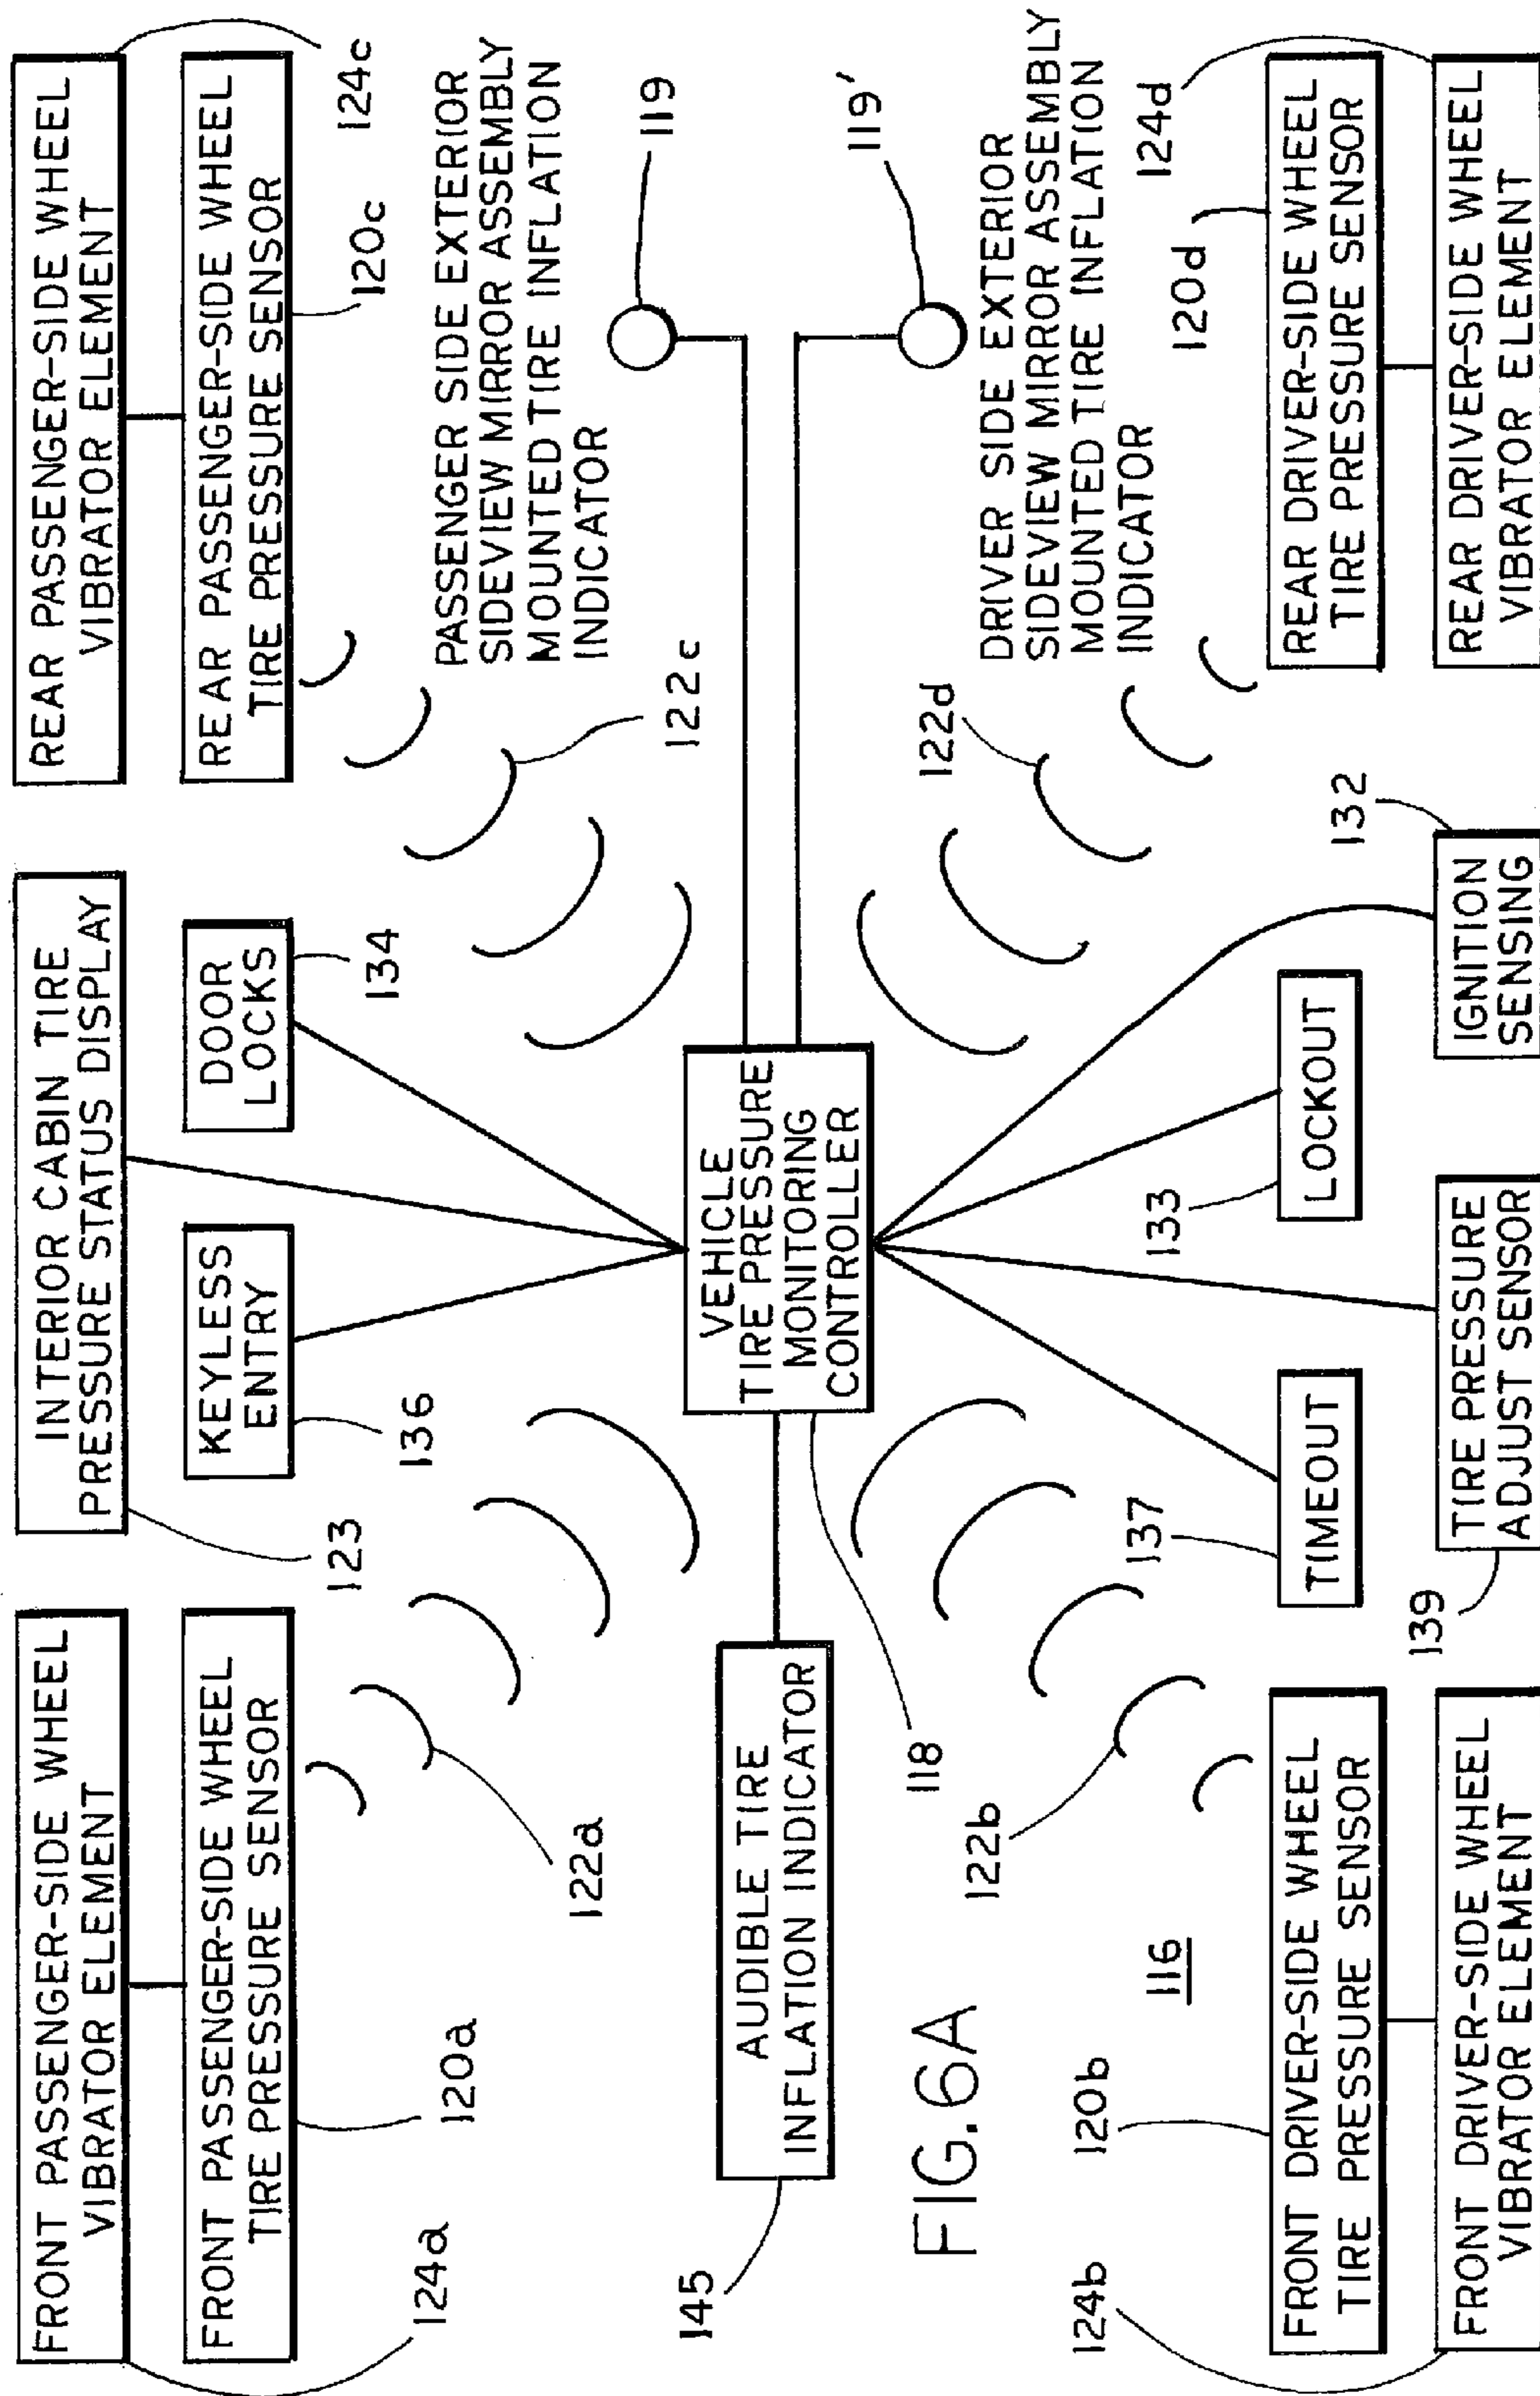 FRONT PASSENGER-SIDE WHEEL
VIBRATOR ELEMENT
124a
FRONT PASSENGER-SIDE WHEEL
TIRE PRESSURE SENSOR
120a
122a
INTERIOR CABIN TIRE
PRESSURE STATUS DISPLAY
123
KEYLESS
ENTRY
136
DOOR
LOCKS
134
REAR PASSENGER-SIDE WHEEL
VIBRATOR ELEMENT
124c
REAR PASSENGER-SIDE WHEEL
TIRE PRESSURE SENSOR
120c
122c
PASSENGER SIDE EXTERIOR
SIDEVIEW MIRROR ASSEMBLY
MOUNTED TIRE INFLATION
INDICATOR
119
145
AUDIBLE TIRE
INFLATION INDICATOR
118
VEHICLE
TIRE PRESSURE
MONITORING
CONTROLLER
119'
DRIVER SIDE EXTERIOR
SIDEVIEW MIRROR ASSEMBLY
MOUNTED TIRE INFLATION
INDICATOR
FIG.6A
116
122b
120b
FRONT DRIVER-SIDE WHEEL
TIRE PRESSURE SENSOR
124b
FRONT DRIVER-SIDE WHEEL
VIBRATOR ELEMENT
137
TIMEOUT
139
TIRE PRESSURE
ADJUST SENSOR
133
LOCKOUT
132
IGNITION
SENSING
122d
120d
REAR DRIVER-SIDE WHEEL
TIRE PRESSURE SENSOR
124d
REAR DRIVER-SIDE WHEEL
VIBRATOR ELEMENT